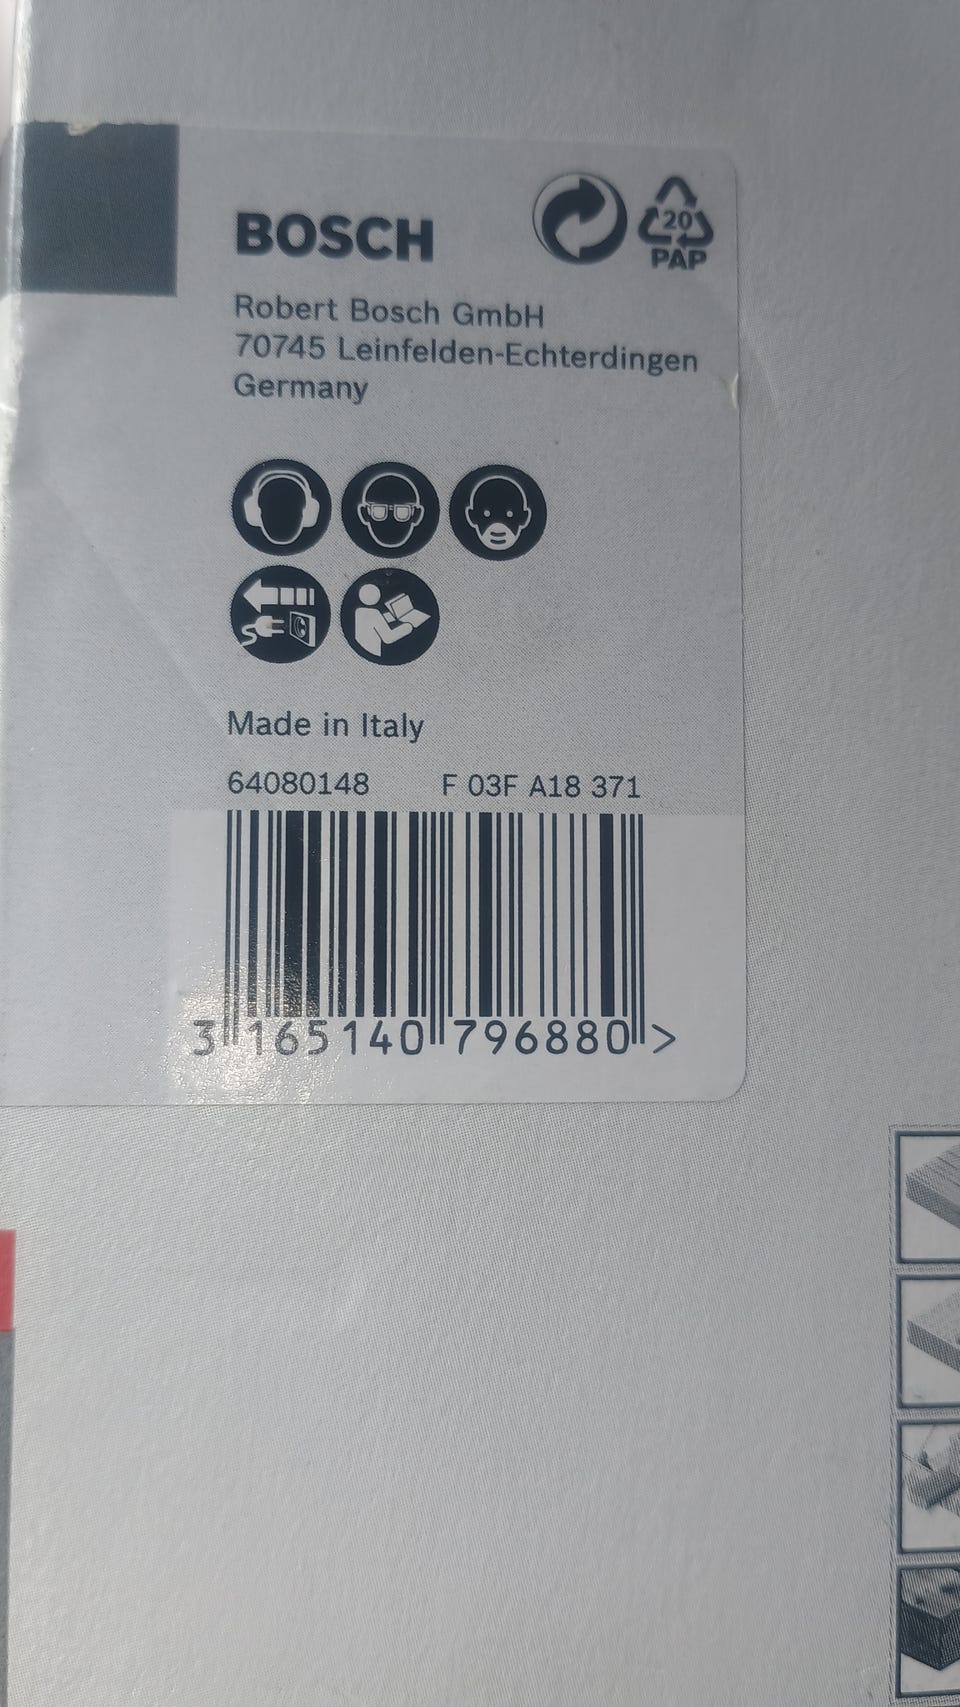 BOSCH
20
PAP
Robert Bosch GmbH
70745 Leinfelden-Echterdingen
Germany
Made in Italy
64080148 F 03F A18 371
3 165140 796880 >